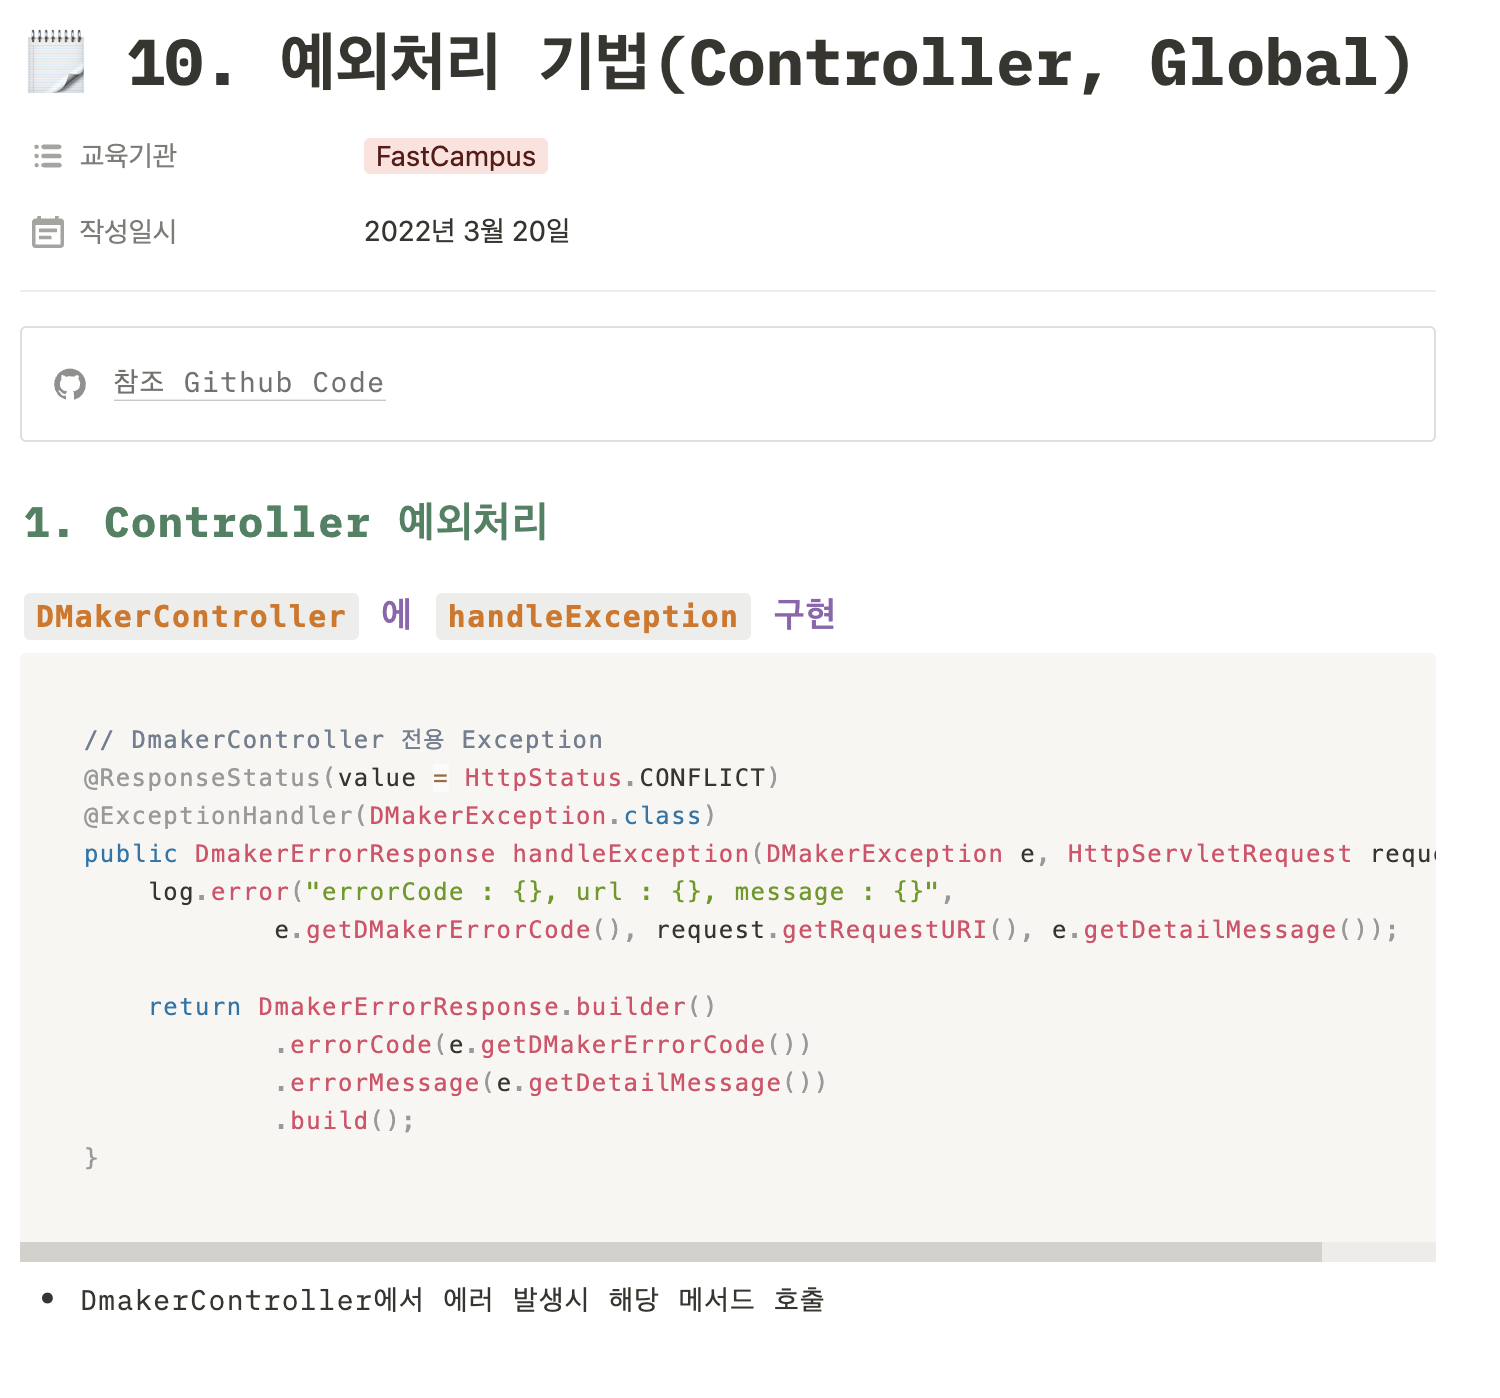 10. 예외처리 기법(Controller, Global)
교육기관 FastCampus
작성일시 2022년 3월 20일
참조 Github Code
1. Controller 예외처리
DMakerController 에 handleException 구현
// DmakerController 전용 Exception
@ResponseStatus(value = HttpStatus.CONFLICT)
@ExceptionHandler(DMakerException.class)
public DmakerErrorResponse handleException(DMakerException e, HttpServletRequest requ
log.error("errorCode : {}, url : {}, message : {}",
e.getDMakerErrorCode(), request.getRequestURI(), e.getDetailMessage());
return DmakerErrorResponse.builder()
.errorCode(e.getDMakerErrorCode())
.errorMessage(e.getDetailMessage())
.build();
}
• DmakerController에서 에러 발생시 해당 메서드 호출